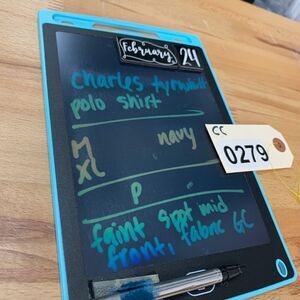 February 24
charles tyrwhitt
polo shirt
CC
0279
M navy
XL
P
faint spot mid
front, fabric GC